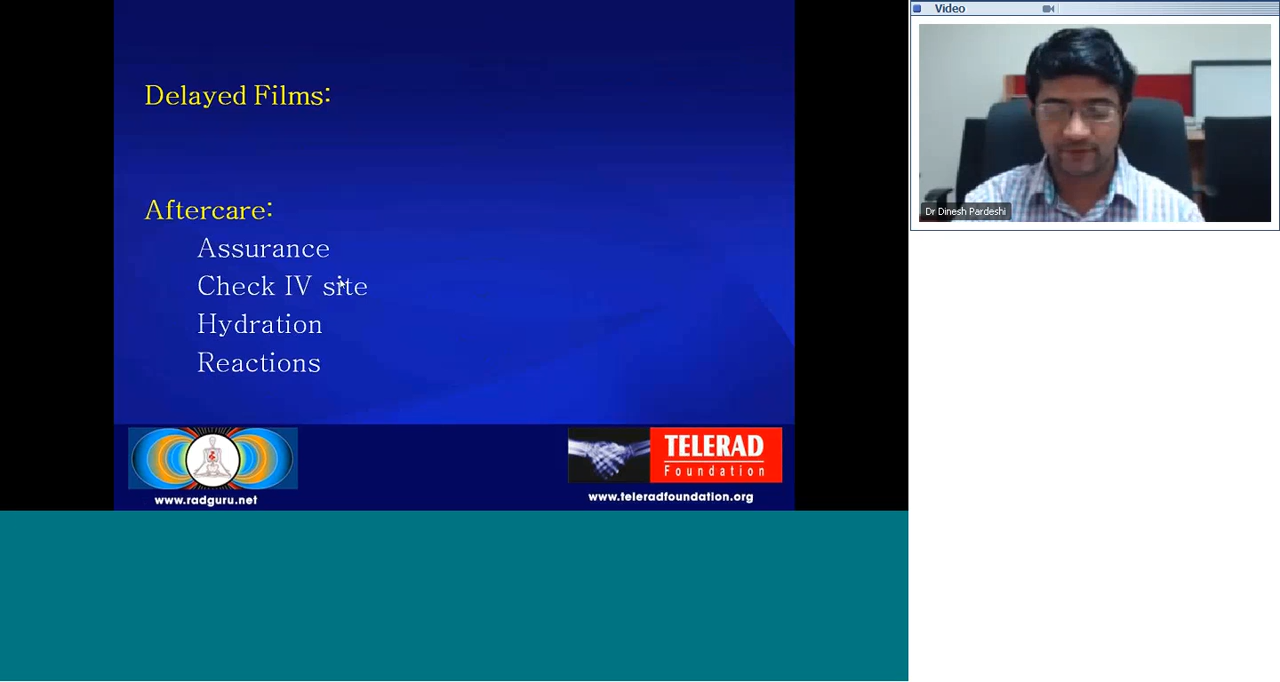 Delayed Films:
Aftercare:
Assurance
Check IV site
Hydration
Reactions
www.radguru.net
TELERAD
Foundation
www.teleradfoundation.org
Video
Dr Dinesh Pardeshi